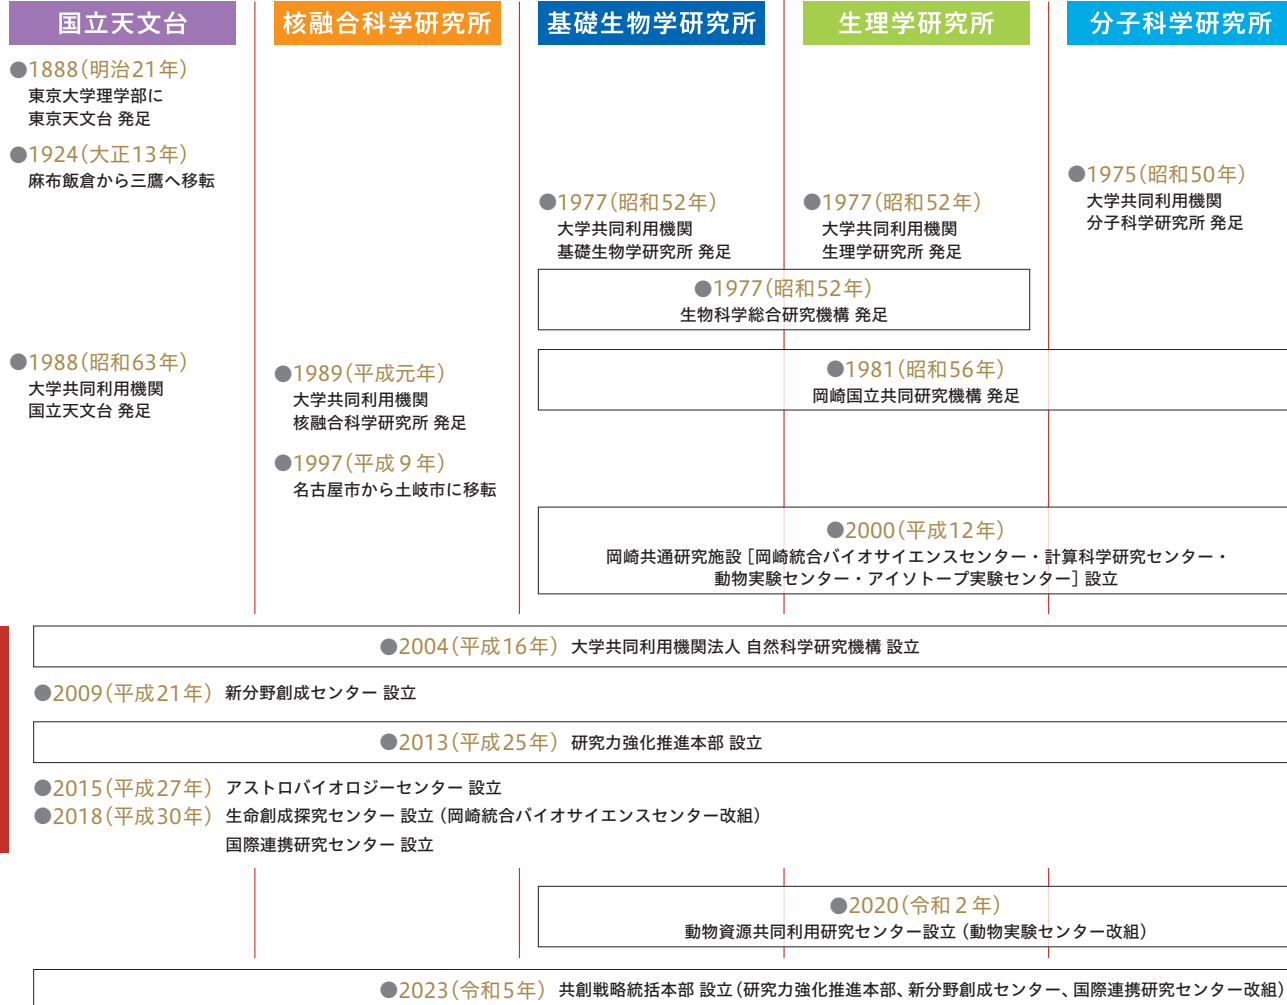 国立天文台
核融合科学研究所
基礎生物学研究所
生理学研究所
分子科学研究所
●1888(明治21年)
東京大学理学部に
東京天文台 発足
●1924(大正13年)
麻布飯倉から三鷹へ移転
●1975(昭和50年)
大学共同利用機関
分子科学研究所 発足
●1977(昭和52年)
大学共同利用機関
基礎生物学研究所 発足
●1977(昭和52年)
大学共同利用機関
生理学研究所 発足
●1977(昭和52年)
生物科学総合研究機構 発足
●1988(昭和63年)
大学共同利用機関
国立天文台 発足
●1989(平成元年)
大学共同利用機関
核融合科学研究所 発足
●1981(昭和56年)
岡崎国立共同研究機構 発足
●1997(平成9年)
名古屋市から土岐市に移転
●2000(平成12年)
岡崎共通研究施設[岡崎統合バイオサイエンスセンター・計算科学研究センター・
動物実験センター・アイソトープ実験センター]設立
●2004(平成16年) 大学共同利用機関法人 自然科学研究機構 設立
●2009(平成21年) 新分野創成センター 設立
●2013(平成25年) 研究力強化推進本部 設立
●2015(平成27年) アストロバイオロジーセンター 設立
●2018(平成30年) 生命創成探究センター 設立(岡崎統合バイオサイエンスセンター改組)
国際連携研究センター 設立
●2020(令和2年)
動物資源共同利用研究センター設立(動物実験センター改組)
●2023(令和5年) 共創戦略統括本部 設立(研究力強化推進本部、新分野創成センター、国際連携研究センター改組)